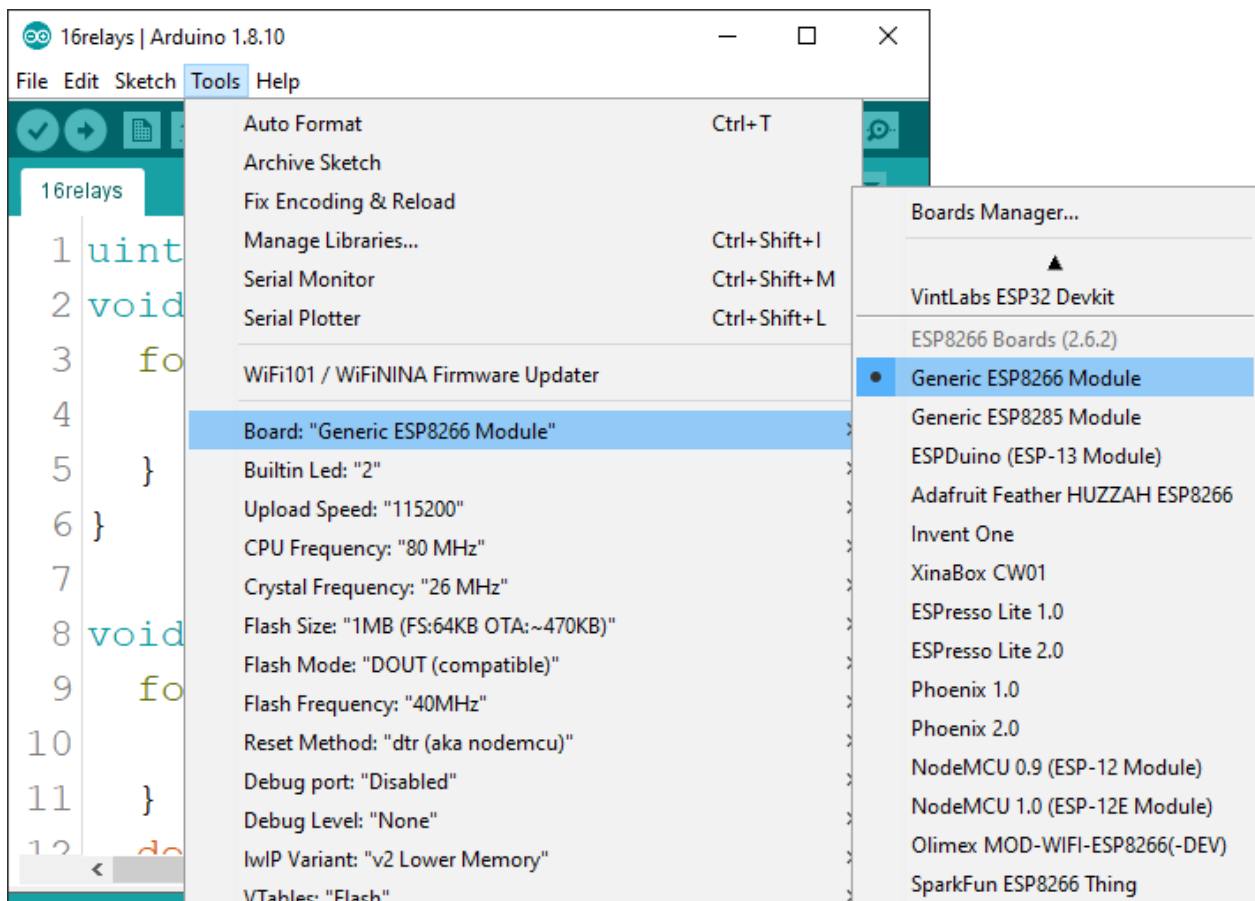 16relays | Arduino 1.8.10
File Edit Sketch Tools Help
16relays
1 uint
2 void
3 fo
4
5 }
6 }
7
8 void
9 fo
10
11 }
12 de
Auto Format Ctrl+T
Archive Sketch
Fix Encoding & Reload
Manage Libraries... Ctrl+Shift+I
Serial Monitor Ctrl+Shift+M
Serial Plotter Ctrl+Shift+L
WiFi101 / WiFiNINA Firmware Updater
Board: "Generic ESP8266 Module"
Builtin Led: "2"
Upload Speed: "115200"
CPU Frequency: "80 MHz"
Crystal Frequency: "26 MHz"
Flash Size: "1MB (FS:64KB OTA:~470KB)"
Flash Mode: "DOUT (compatible)"
Flash Frequency: "40MHz"
Reset Method: "dtr (aka nodemcu)"
Debug port: "Disabled"
Debug Level: "None"
lwIP Variant: "v2 Lower Memory"
VTables: "Flash"
Boards Manager...
VintLabs ESP32 Devkit
ESP8266 Boards (2.6.2)
Generic ESP8266 Module
Generic ESP8285 Module
ESPDuino (ESP-13 Module)
Adafruit Feather HUZZAH ESP8266
Invent One
XinaBox CW01
ESPresso Lite 1.0
ESPresso Lite 2.0
Phoenix 1.0
Phoenix 2.0
NodeMCU 0.9 (ESP-12 Module)
NodeMCU 1.0 (ESP-12E Module)
Olimex MOD-WIFI-ESP8266(-DEV)
SparkFun ESP8266 Thing